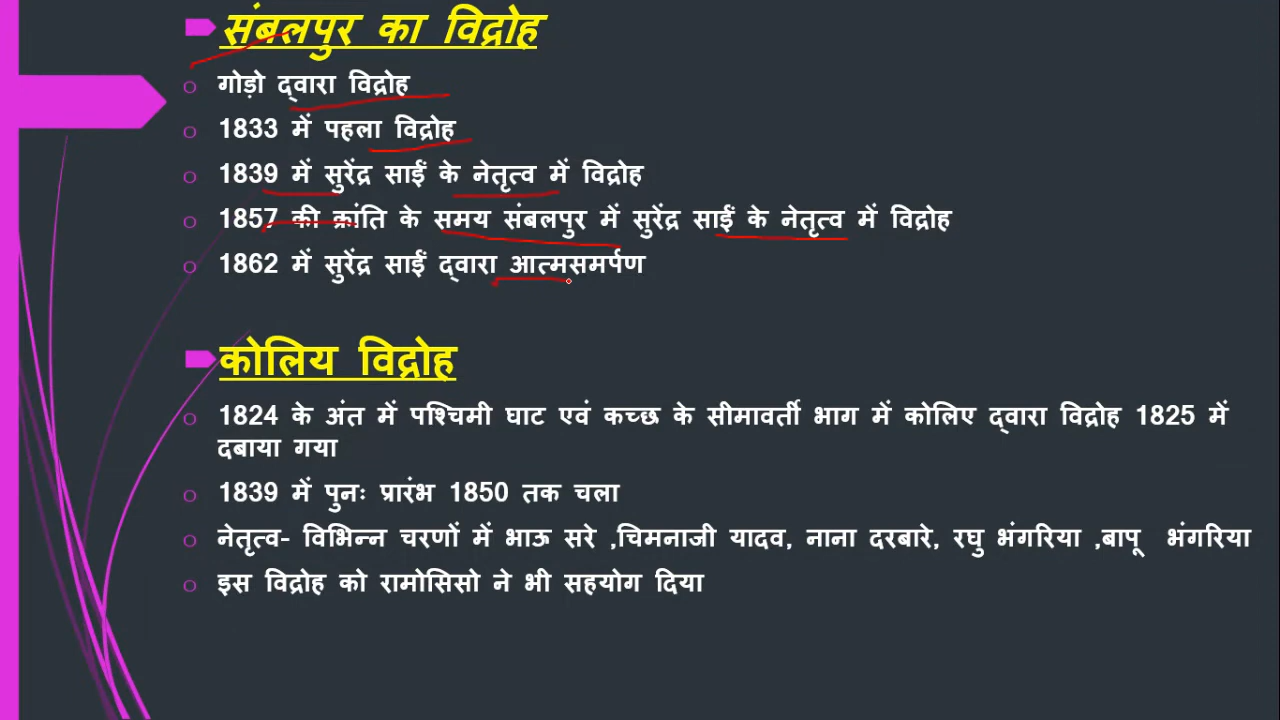 संबलपुर का विद्रोह
गोड़ो द्वारा विद्रोह
1833 में पहला विद्रोह
1839 में सुरेंद्र साईं के नेतृत्व में विद्रोह
1857 की क्रांति के समय संबलपुर में सुरेंद्र साईं के नेतृत्व में विद्रोह
1862 में सुरेंद्र साईं द्वारा आत्मसमर्पण
कोलिय विद्रोह
1824 के अंत में पश्चिमी घाट एवं कच्छ के सीमावर्ती भाग में कोलिए द्वारा विद्रोह 1825 में
दबाया गया
1839 में पुनः प्रारंभ 1850 तक चला
नेतृत्व- विभिन्न चरणों में भाऊ सरे ,चिमनाजी यादव, नाना दरबारे, रघु भंगरिया ,बापू भंगरिया
इस विद्रोह को रामोसिसो ने भी सहयोग दिया